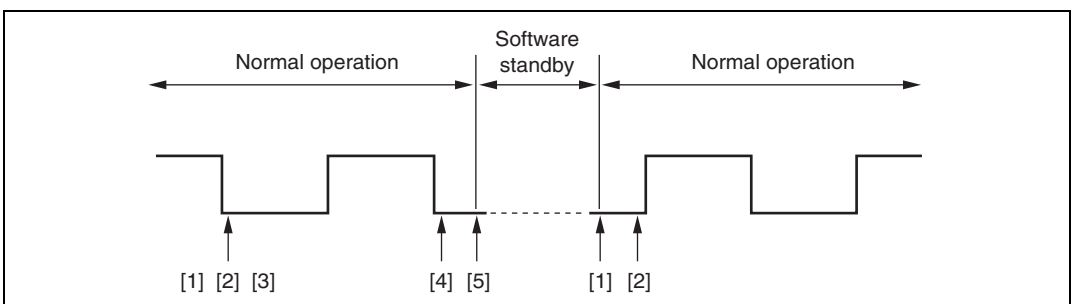 Software
standby
Normal operation
Normal operation
[1] [2] [3]
[4] [5]
[1] [2]